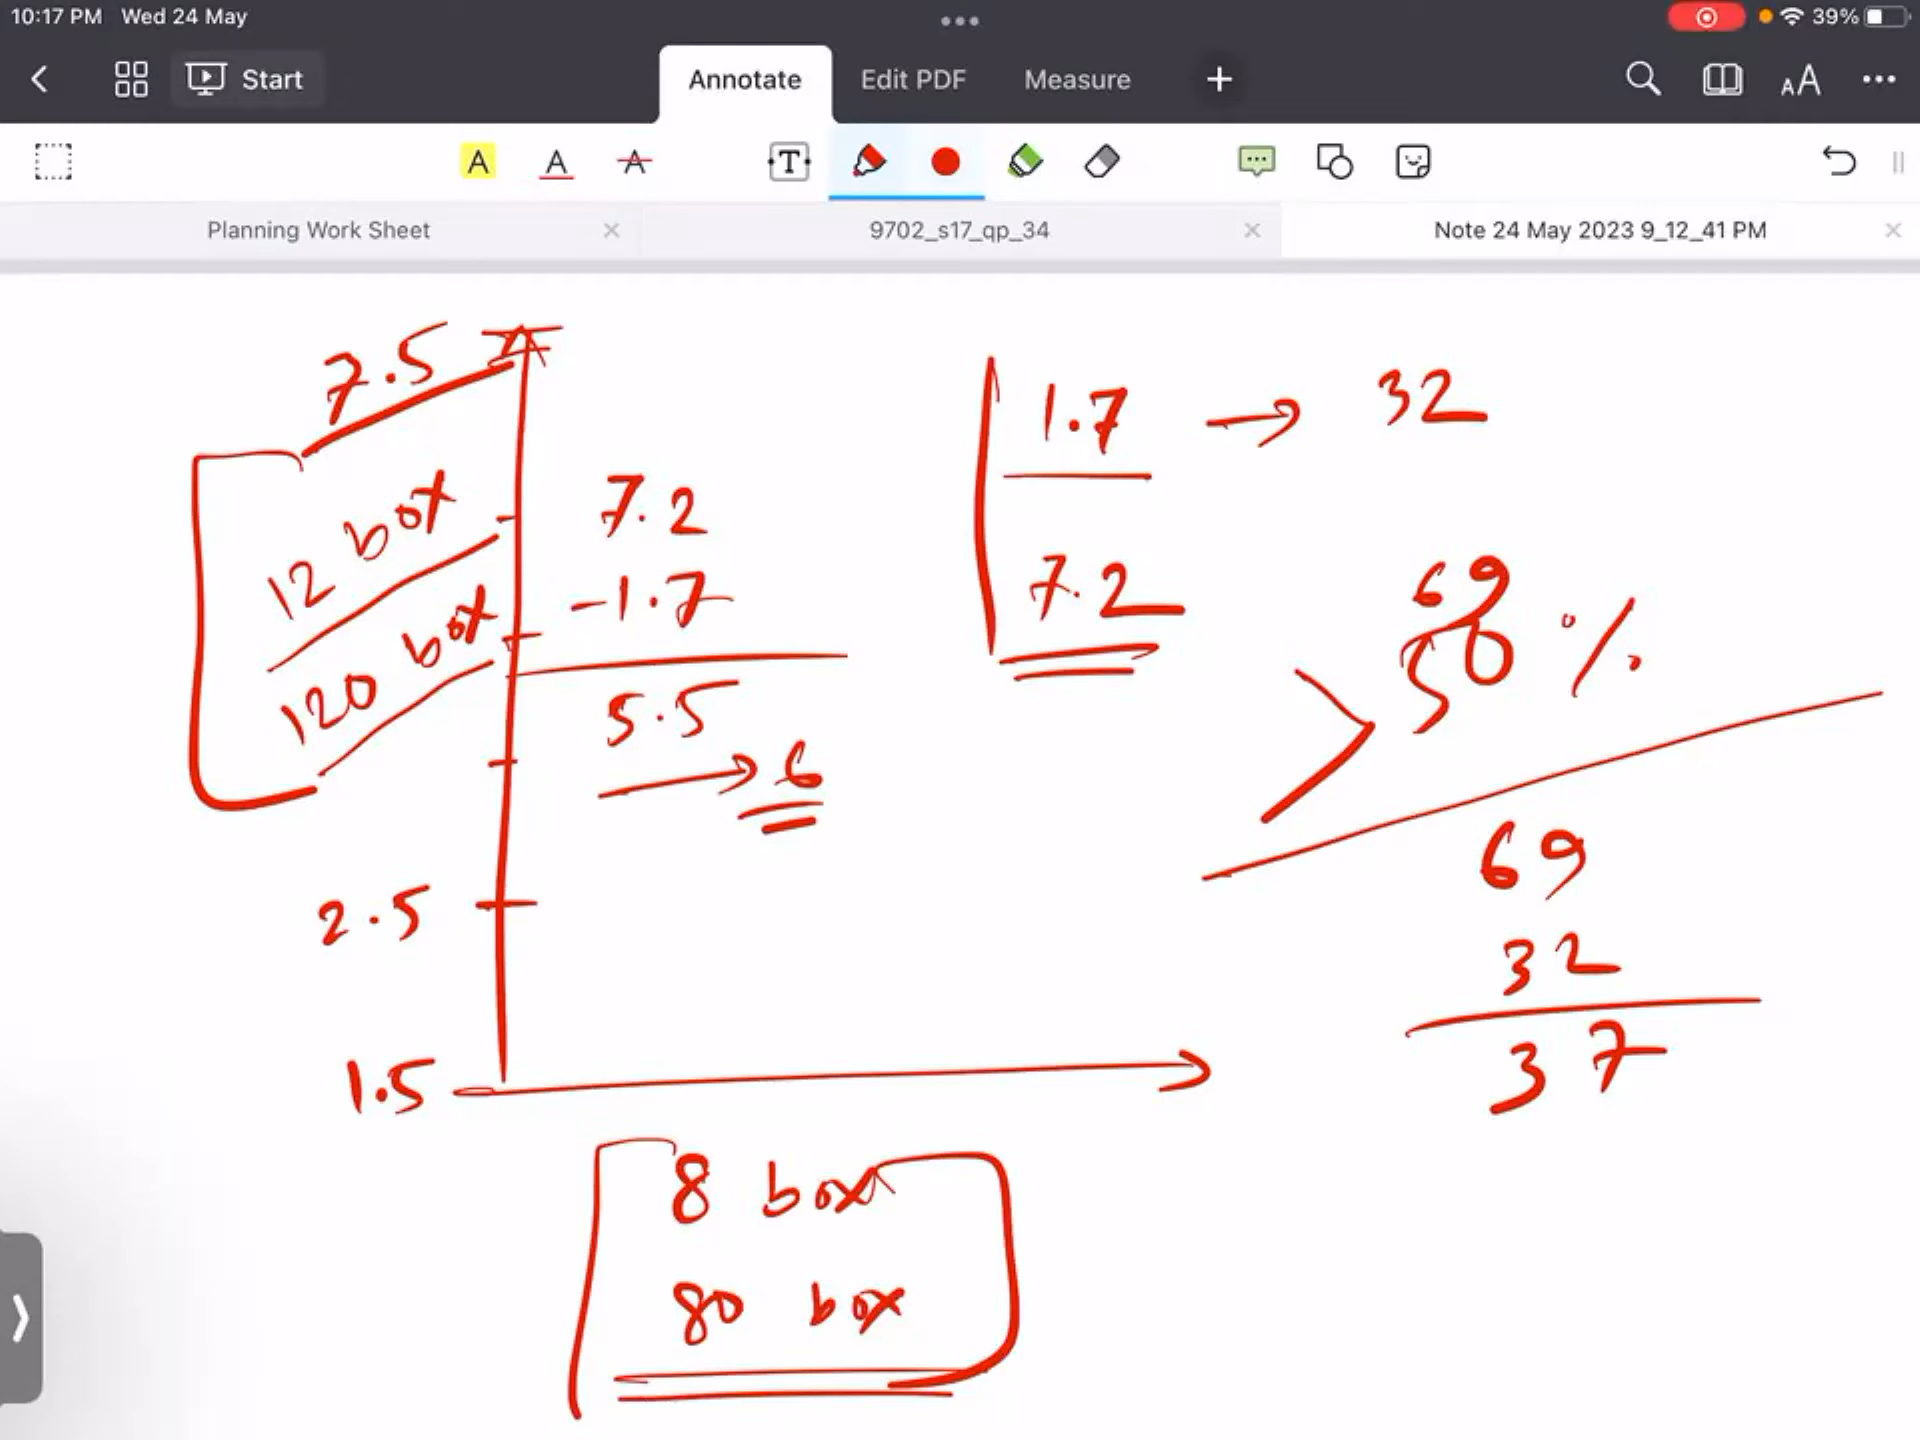 10:17 PM Wed 24 May
39%
Start
Annotate
Edit PDF
Measure
AA
A A A T
Planning Work Sheet
9702_s17_qp_34
Note 24 May 2023 9_12_41 PM
7.5
12 box
120 box
7.2
-1.7
5.5
→ 6
2.5
1.5
8 box
80 box
1.7 → 32
7.2
69
> 50 %
69
32
37